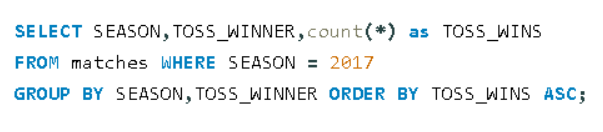 SELECT SEASON,TOSS_WINNER,count(*) as TOSS_WINS
FROM matches WHERE SEASON = 2017
GROUP BY SEASON,TOSS_WINNER ORDER BY TOSS_WINS ASC;